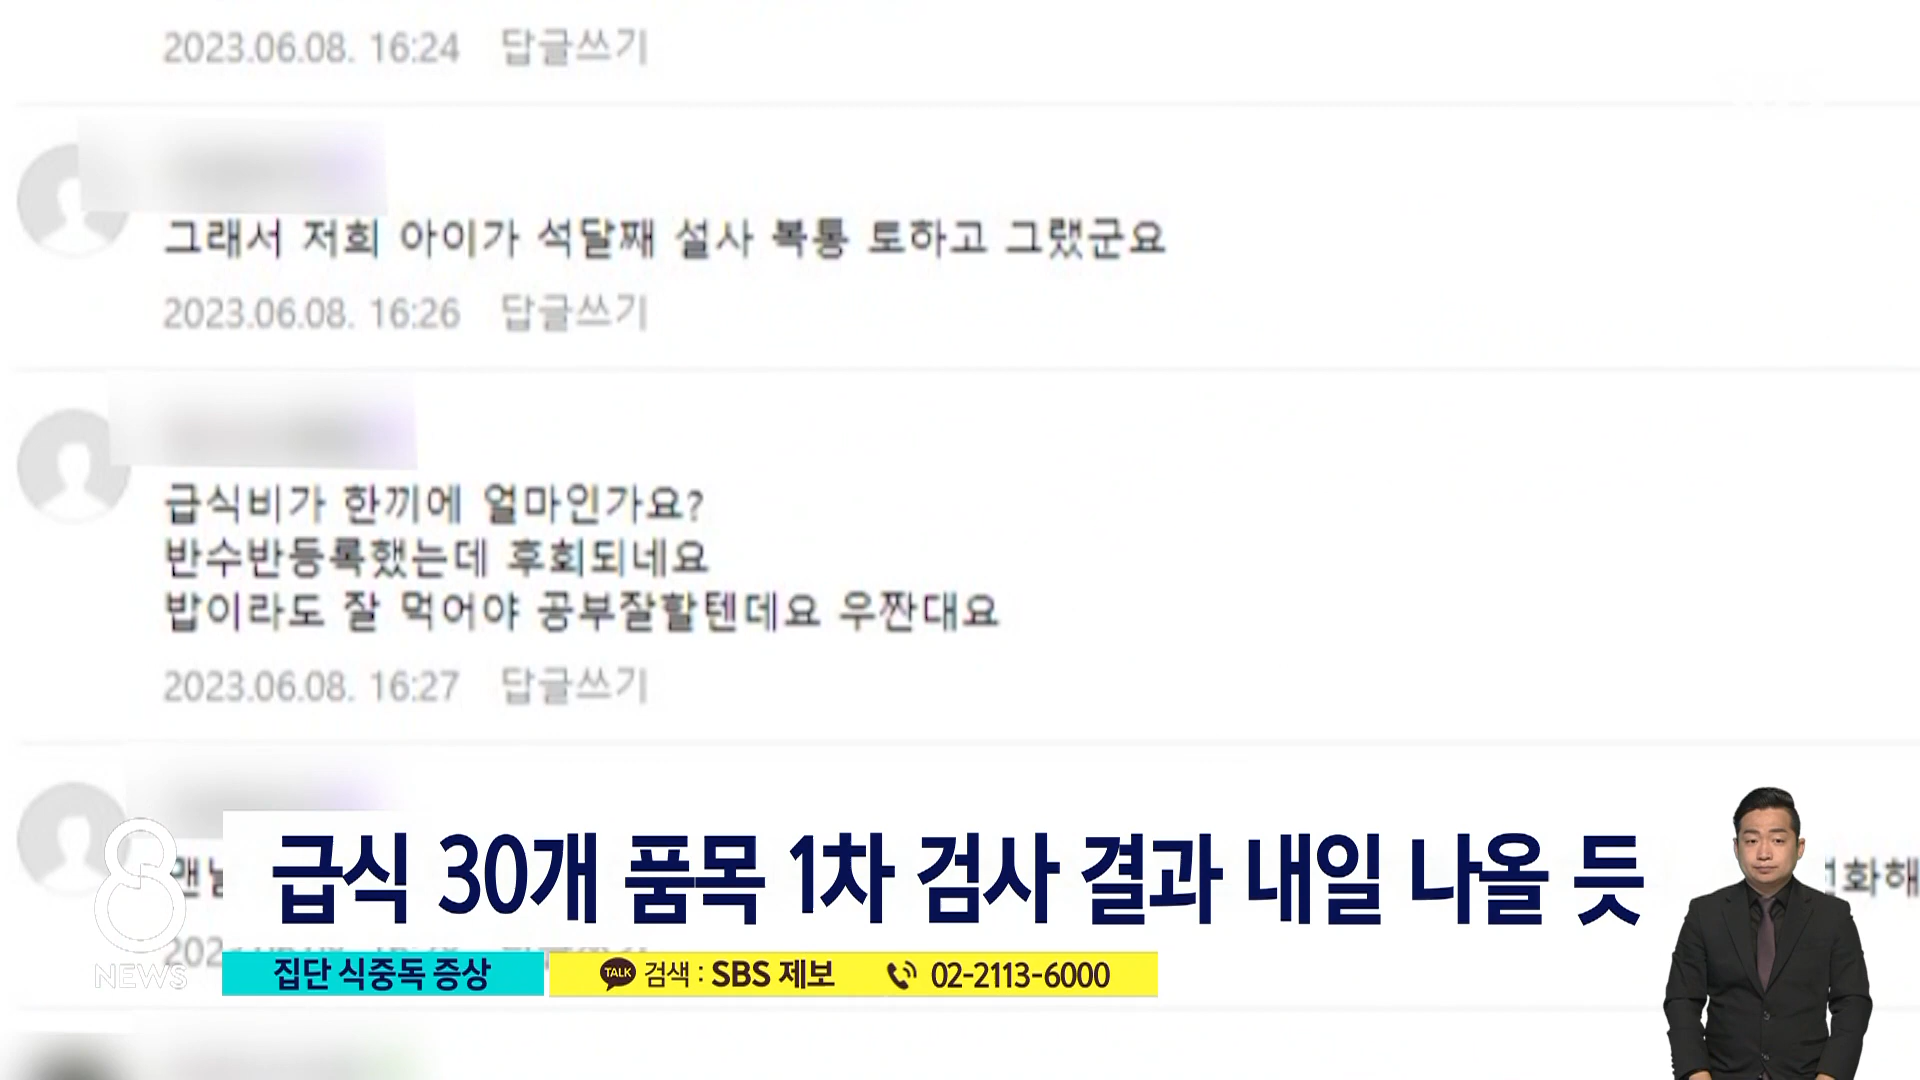 2023.06.08. 16:24 답글쓰기
그래서 저희 아이가 석달째 설사 복통 토하고 그랬군요
2023.06.08. 16:26 답글쓰기
급식비가 한끼에 얼마인가요?
반수반등록했는데 후회되네요
밥이라도 잘 먹어야 공부잘할텐데요 우짠대요
2023.06.08. 16:27 답글쓰기
급식 30개 품목 1차 검사 결과 내일 나올 듯
8 NEWS
집단 식중독 증상
TALK 검색 : SBS 제보 02-2113-6000